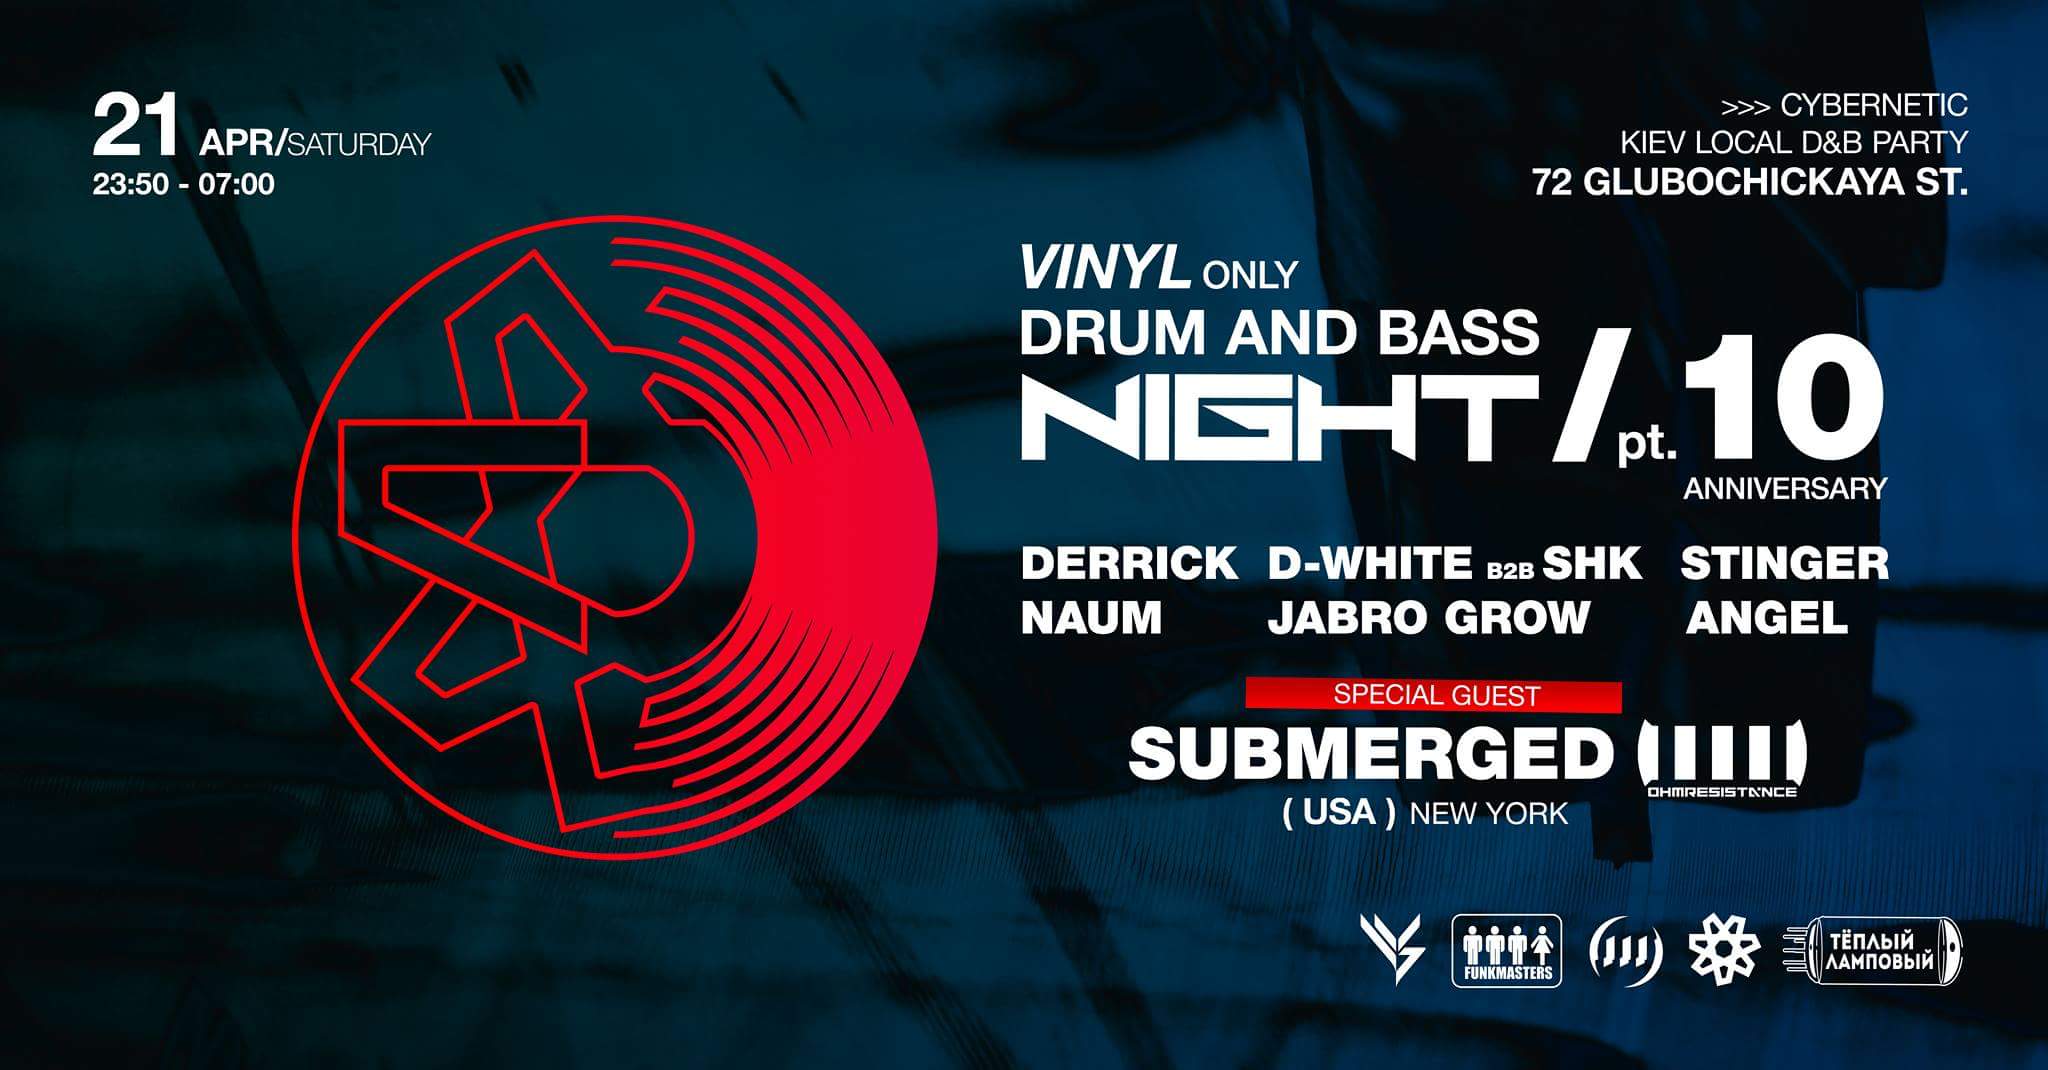 21 APR/SATURDAY
23:50 - 07:00
>>> CYBERNETIC
KIEV LOCAL D&B PARTY
72 GLUBOCHICKAYA ST.
VINYL ONLY
DRUM AND BASS
NIGHT / pt. 10
ANNIVERSARY
DERRICK D-WHITE B2B SHK STINGER
NAUM JABRO GROW ANGEL
SPECIAL GUEST
SUBMERGED
OHMRESISTANCE
( USA ) NEW YORK
FUNKMASTERS
ТЁПЛЫЙ
ЛАМПОВЫЙ